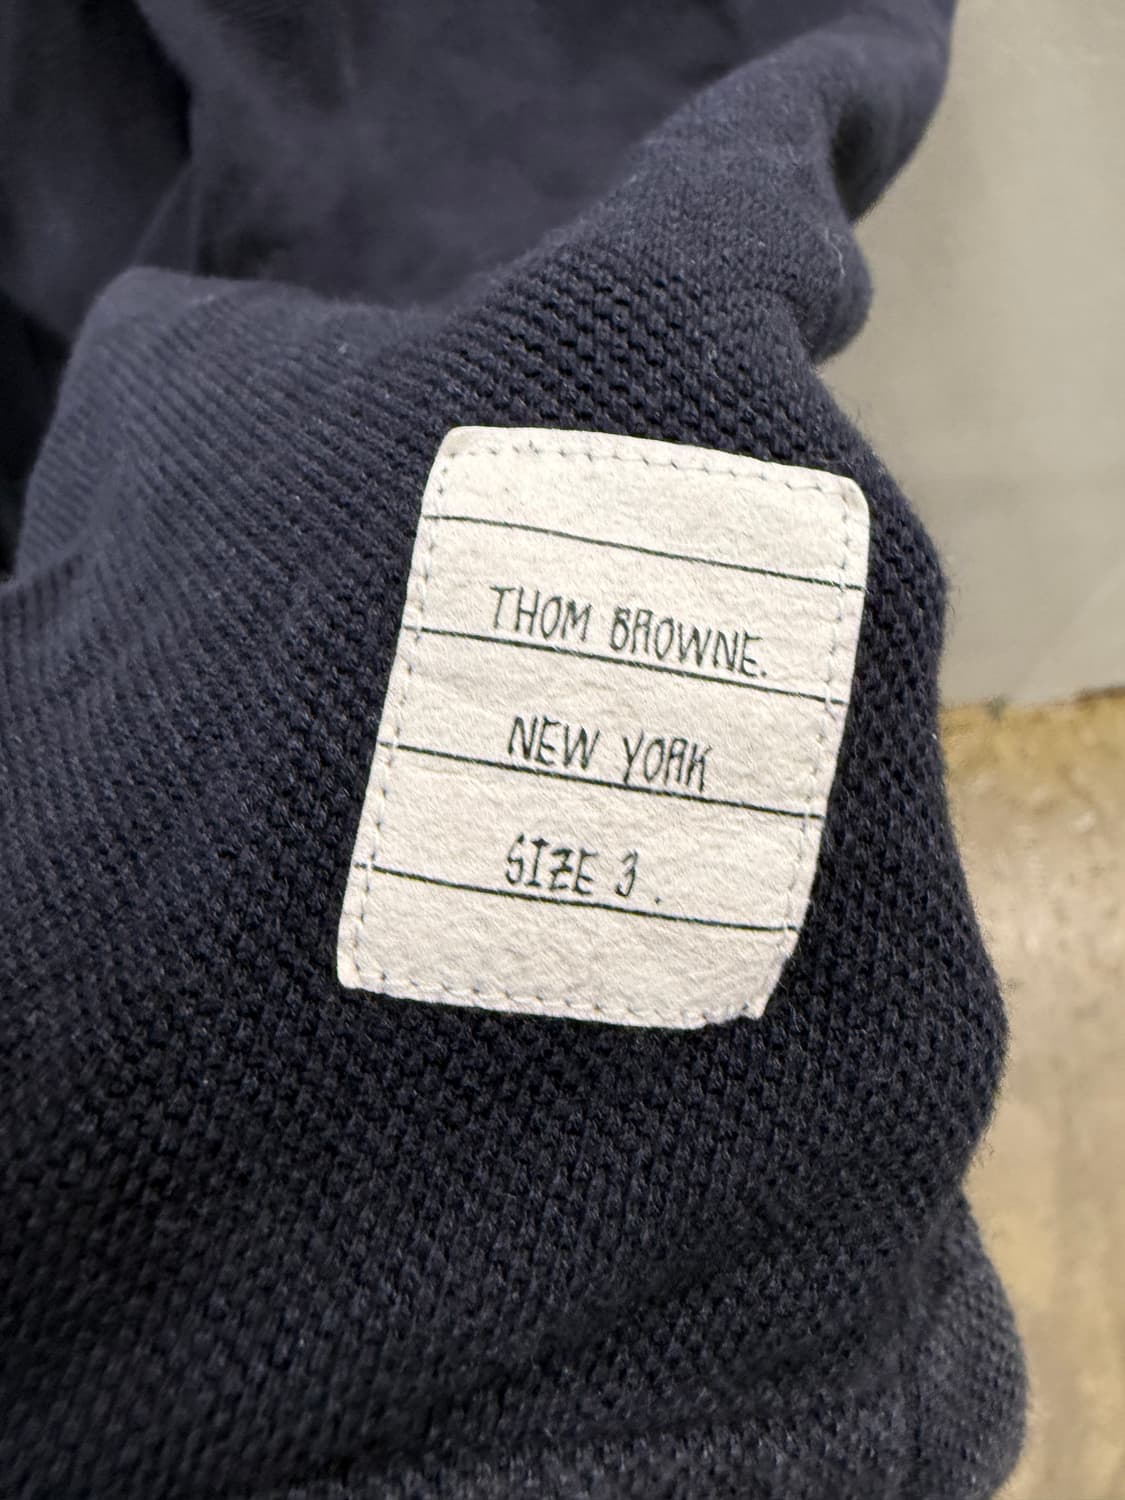 THOM BROWNE.
NEW YORK
SIZE 3.